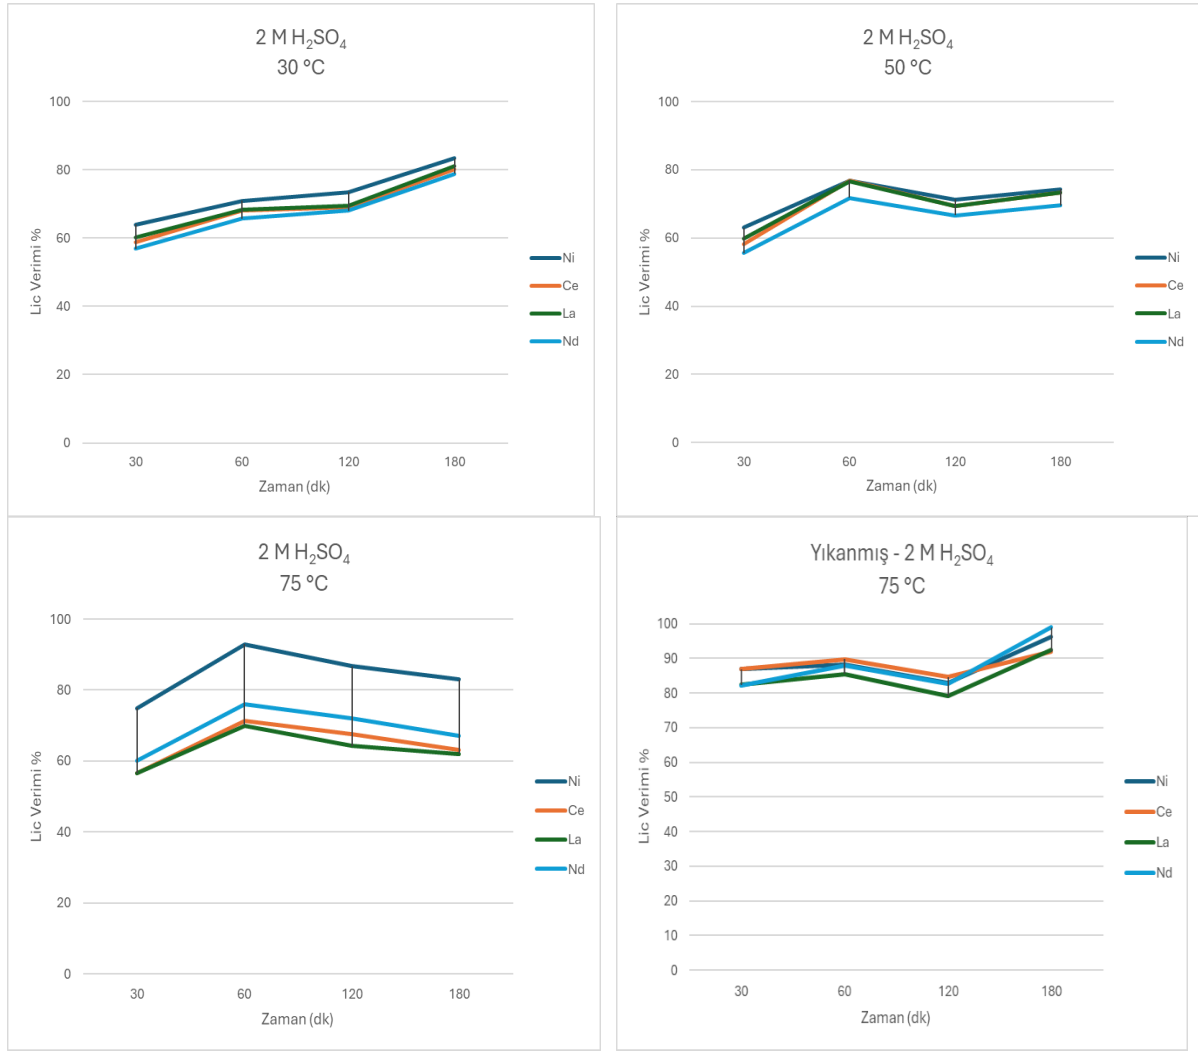 2 M H₂SO₄
30 °C
100
80
60
40
20
0
Lic Verimi %
30 60 120 180
Zaman (dk)
Ni
Ce
La
Nd
2 M H₂SO₄
50 °C
100
80
60
40
20
0
Lic Verimi %
30 60 120 180
Zaman (dk)
Ni
Ce
La
Nd
2 M H₂SO₄
75 °C
100
80
60
40
20
0
Lic Verimi %
30 60 120 180
Zaman (dk)
Ni
Ce
La
Nd
Yıkanmış - 2 M H₂SO₄
75 °C
100
90
80
70
60
50
40
30
20
10
0
Lic Verimi %
30 60 120 180
Zaman (dk)
Ni
Ce
La
Nd